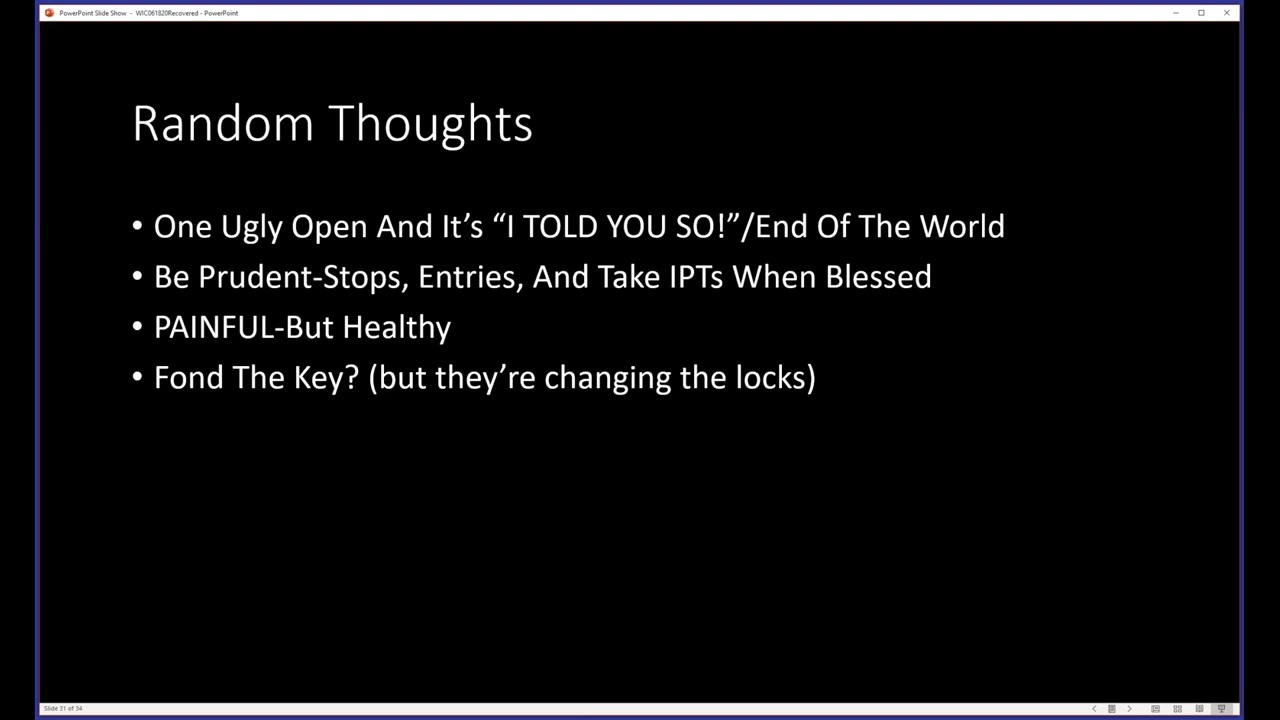 PowerPoint Slide Show - WIC061820Recovered - PowerPoint
Random Thoughts
• One Ugly Open And It’s “I TOLD YOU SO!”/End Of The World
• Be Prudent-Stops, Entries, And Take IPTs When Blessed
• PAINFUL-But Healthy
• Fond The Key? (but they’re changing the locks)
Slide 31 of 34